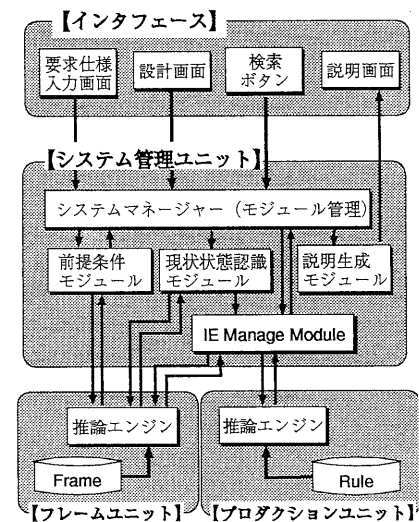 【インタフェース】
要求仕様
入力画面
設計画面
検索
ボタン
説明画面
【システム管理ユニット】
システムマネージャー（モジュール管理）
前提条件
モジュール
現状状態認識
モジュール
説明生成
モジュール
IE Manage Module
推論エンジン
推論エンジン
Frame
Rule
【フレームユニット】
【プロダクションユニット】